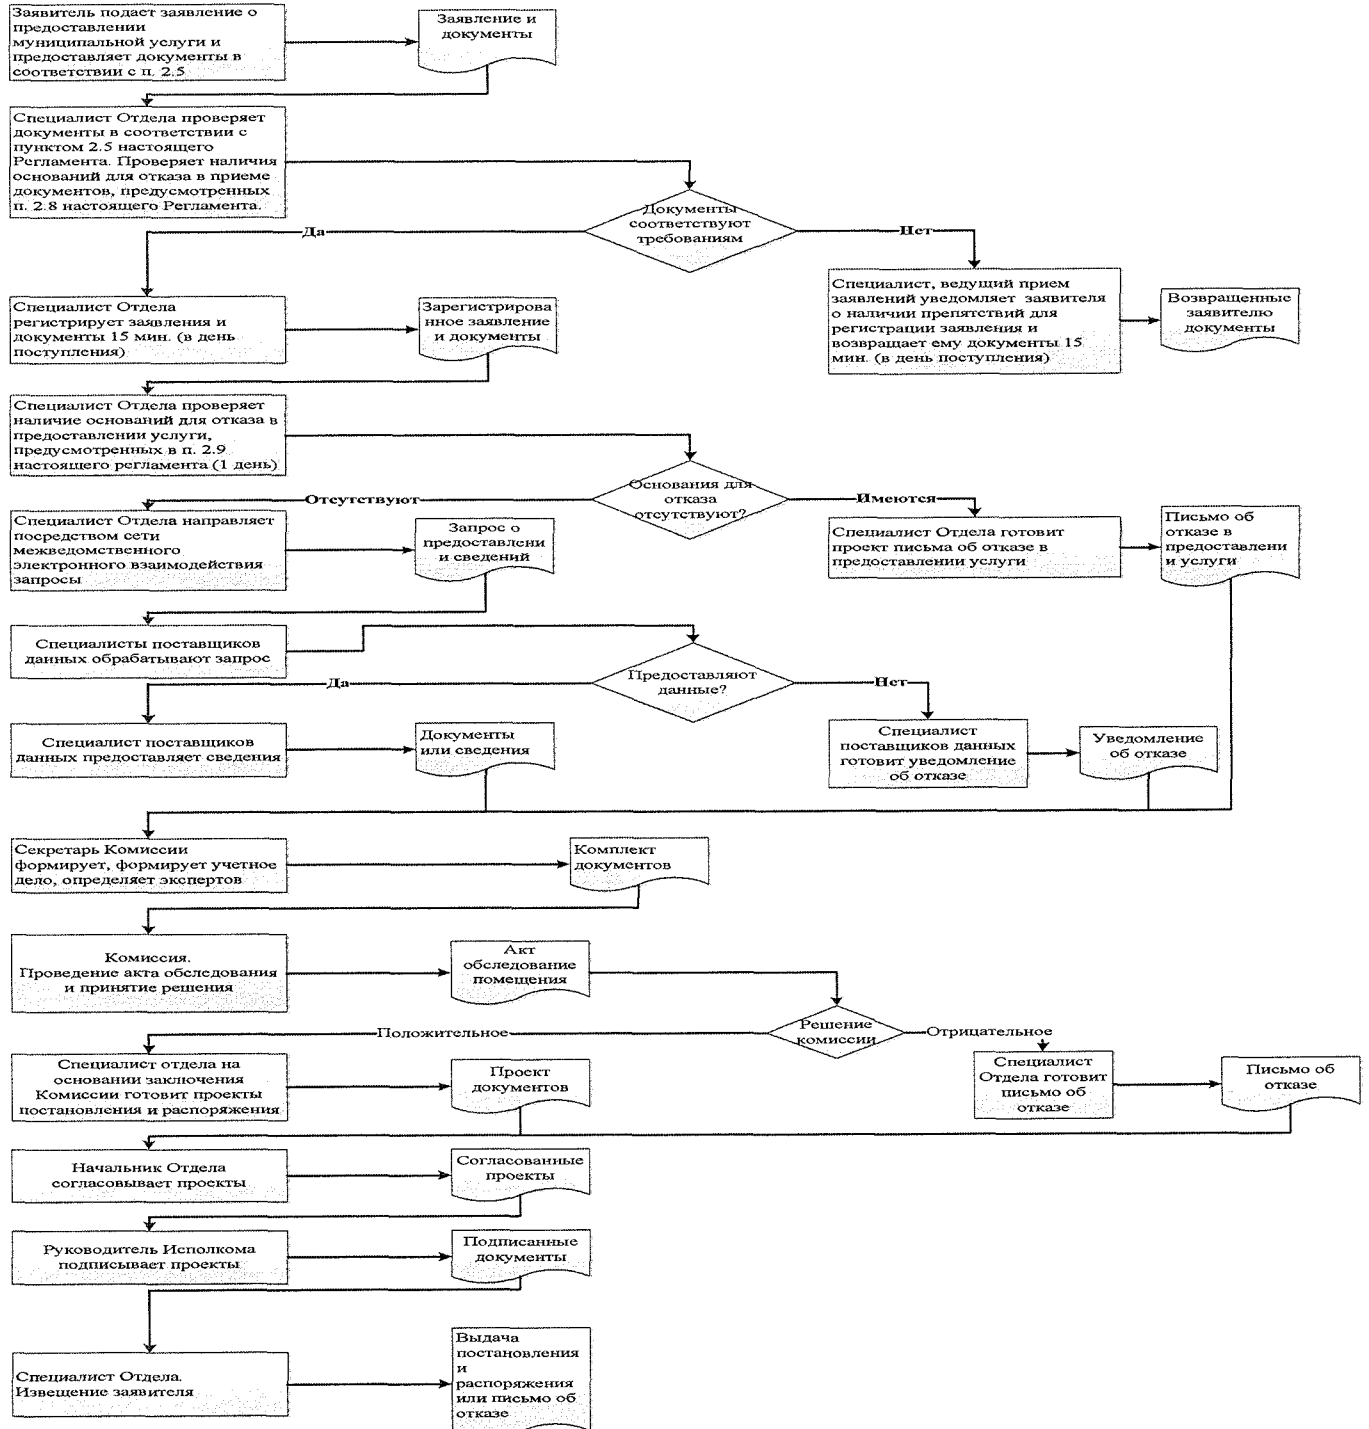 Заявитель подает заявление о
предоставлении
муниципальной услуги и
предоставляет документы в
соответствии с п. 2.5
Заявление и
документы
Специалист Отдела проверяет
документы в соответствии с
пунктом 2.5 настоящего
Регламента. Проверяет наличия
оснований для отказа в приеме
документов, предусмотренных
п. 2.8 настоящего Регламента.
Документы
соответствуют
требованиям
Да
Нет
Специалист Отдела
регистрирует заявления и
документы 15 мин. (в день
поступления)
Зарегистрирова
нное заявление
и документы
Специалист, ведущий прием
заявлений уведомляет заявителя
о наличии препятствий для
регистрации заявления и
возвращает ему документы 15
мин. (в день поступления)
Возвращенные
заявителю
документы
Специалист Отдела проверяет
наличие оснований для отказа в
предоставлении услуги,
предусмотренных в п. 2.9
настоящего регламента (1 день)
Основания для
отказа
отсутствуют?
Отсутствуют
Имеются
Специалист Отдела направляет
посредством сети
межведомственного
электронного взаимодействия
запросы
Запрос о
предоставлени
и сведений
Специалист Отдела готовит
проект письма об отказе в
предоставлении услуги
Письмо об
отказе в
предоставлени
и услуги
Специалисты поставщиков
данных обрабатывают запрос
Предоставляют
данные?
Да
Нет
Специалист поставщиков
данных предоставляет сведения
Документы
или сведения
Специалист
поставщиков данных
готовит уведомление
об отказе
Уведомление
об отказе
Секретарь Комиссии
формирует, формирует учетное
дело, определяет экспертов
Комплект
документов
Комиссия.
Проведение акта обследования
и принятие решения
Акт
обследование
помещения
Решение
комиссии
Положительное
Отрицательное
Специалист отдела на
основании заключения
Комиссии готовит проекты
постановления и распоряжения
Проект
документов
Специалист
Отдела готовит
письмо об
отказе
Письмо об
отказе
Начальник Отдела
согласовывает проекты
Согласованные
проекты
Руководитель Исполкома
подписывает проекты
Подписанные
документы
Специалист Отдела.
Извещение заявителя
Выдача
постановления
и
распоряжения
или письмо об
отказе